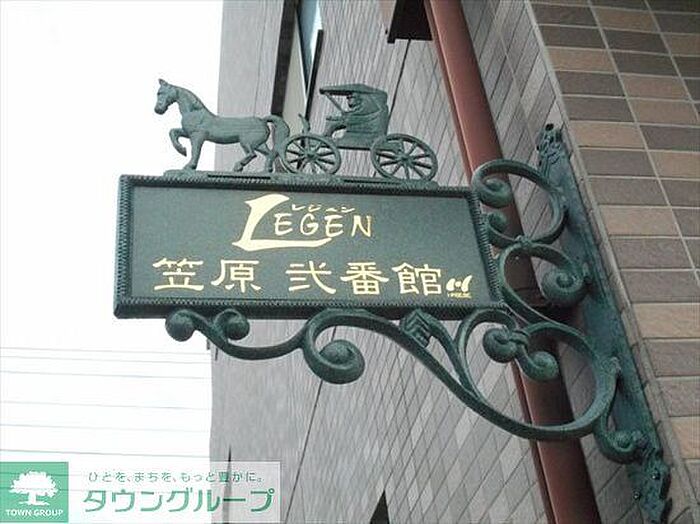 レジェン
LEGEN
笠原 弐番館
ひとを、まちを、もっと豊かに。
タウングループ
TOWN GROUP